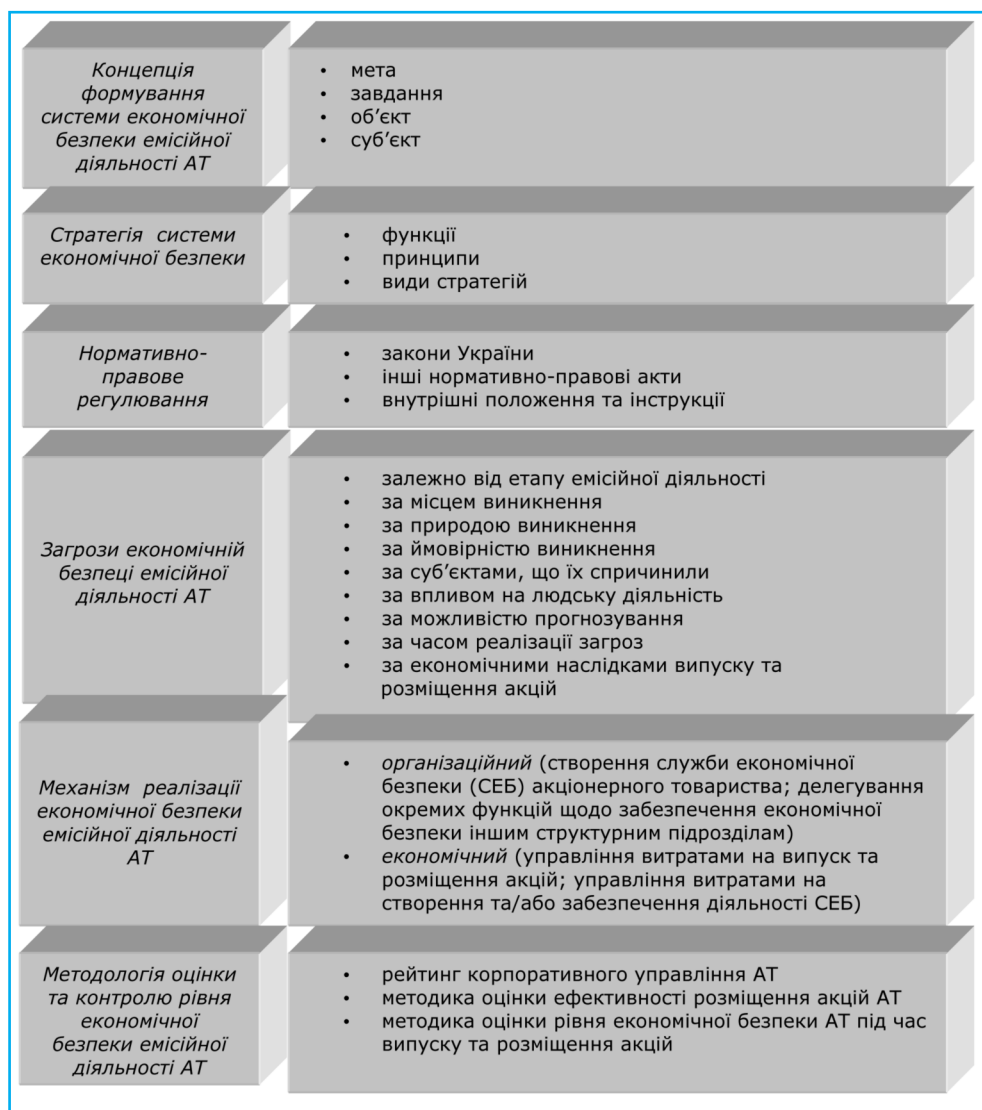 Концепція
формування
системи економічної
безпеки емісійної
діяльності АТ
• мета
• завдання
• об’єкт
• суб’єкт
Стратегія системи
економічної безпеки
• функції
• принципи
• види стратегій
Нормативно-
правове
регулювання
• закони України
• інші нормативно-правові акти
• внутрішні положення та інструкції
Загрози економічній
безпеці емісійної
діяльності АТ
• залежно від етапу емісійної діяльності
• за місцем виникнення
• за природою виникнення
• за ймовірністю виникнення
• за суб’єктами, що їх спричинили
• за впливом на людську діяльність
• за можливістю прогнозування
• за часом реалізації загроз
• за економічними наслідками випуску та
розміщення акцій
Механізм реалізації
економічної безпеки
емісійної діяльності
АТ
• організаційний (створення служби економічної
безпеки (СЕБ) акціонерного товариства; делегування
окремих функцій щодо забезпечення економічної
безпеки іншим структурним підрозділам)
• економічний (управління витратами на випуск та
розміщення акцій; управління витратами на
створення та/або забезпечення діяльності СЕБ)
Методологія оцінки
та контролю рівня
економічної
безпеки емісійної
діяльності АТ
• рейтинг корпоративного управління АТ
• методика оцінки ефективності розміщення акцій АТ
• методика оцінки рівня економічної безпеки АТ під час
випуску та розміщення акцій